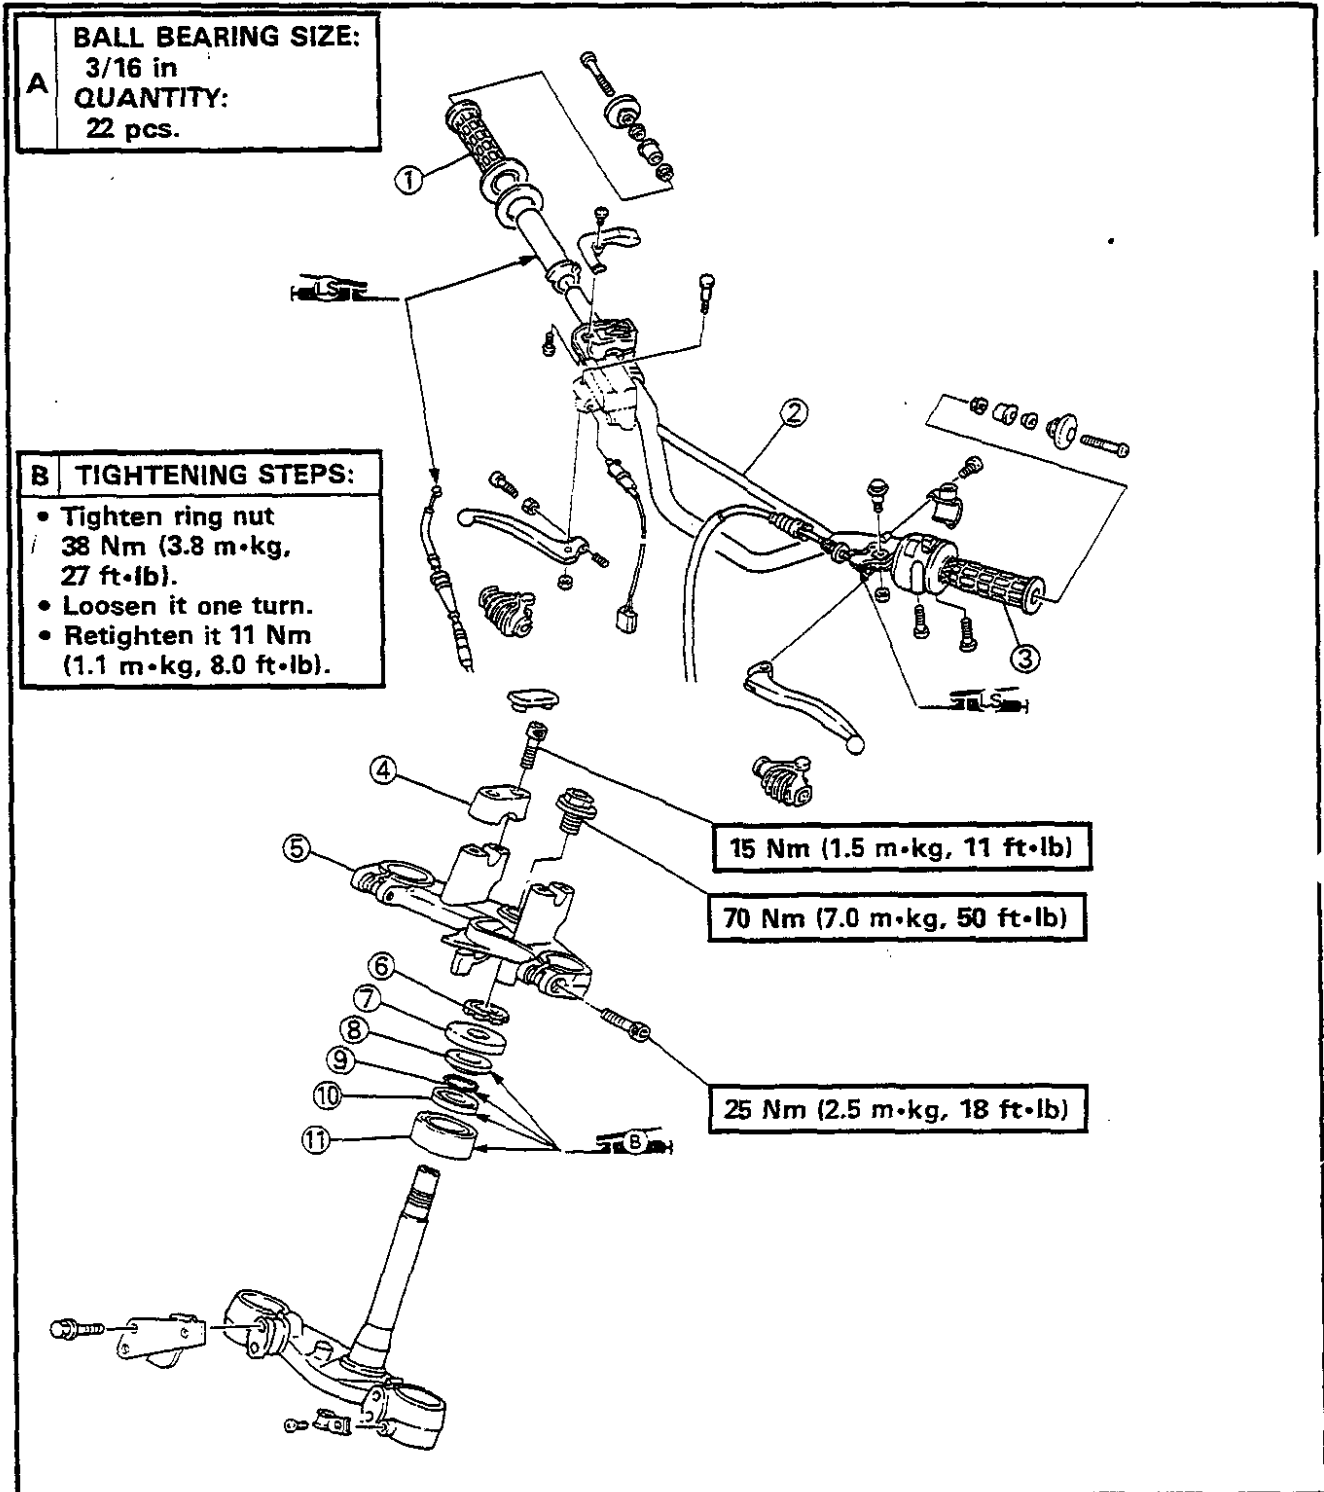 A
BALL BEARING SIZE:
3/16 in
QUANTITY:
22 pcs.
①
LS
②
B TIGHTENING STEPS:
• Tighten ring nut
38 Nm (3.8 m•kg,
27 ft•lb).
• Loosen it one turn.
• Retighten it 11 Nm
(1.1 m•kg, 8.0 ft•lb).
③
LS
④
15 Nm (1.5 m•kg, 11 ft•lb)
⑤
70 Nm (7.0 m•kg, 50 ft•lb)
⑥
⑦
⑧
⑨
⑩
25 Nm (2.5 m•kg, 18 ft•lb)
⑪
B